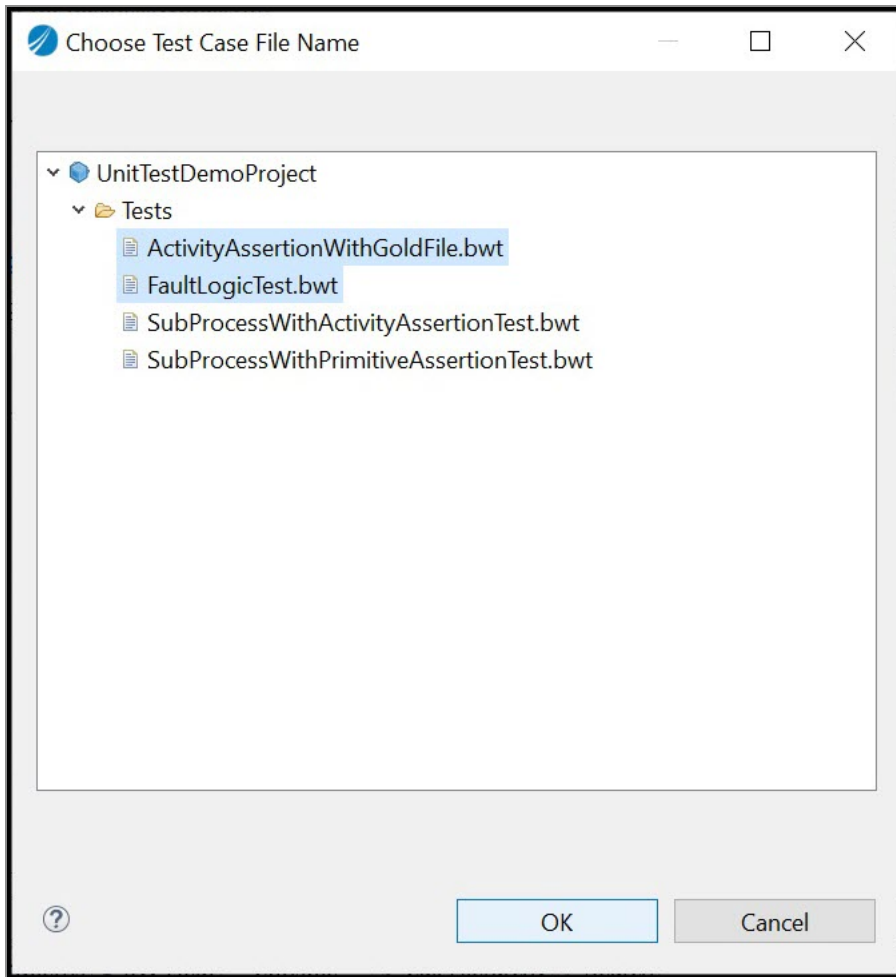 Choose Test Case File Name
UnitTestDemoProject
Tests
ActivityAssertionWithGoldFile.bwt
FaultLogicTest.bwt
SubProcessWithActivityAssertionTest.bwt
SubProcessWithPrimitiveAssertionTest.bwt
?
OK
Cancel